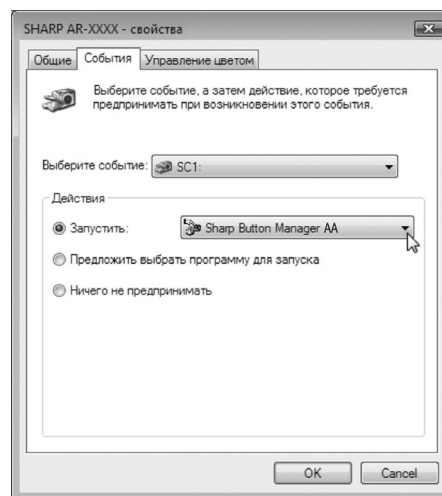 SHARP AR-XXXX - свойства
Общие События Управление цветом
Выберите событие, а затем действие, которое требуется
предпринимать при возникновении этого события.
Выберите событие: SC1:
Действия
Запустить: Sharp Button Manager AA
Предложить выбрать программу для запуска
Ничего не предпринимать
OK Cancel